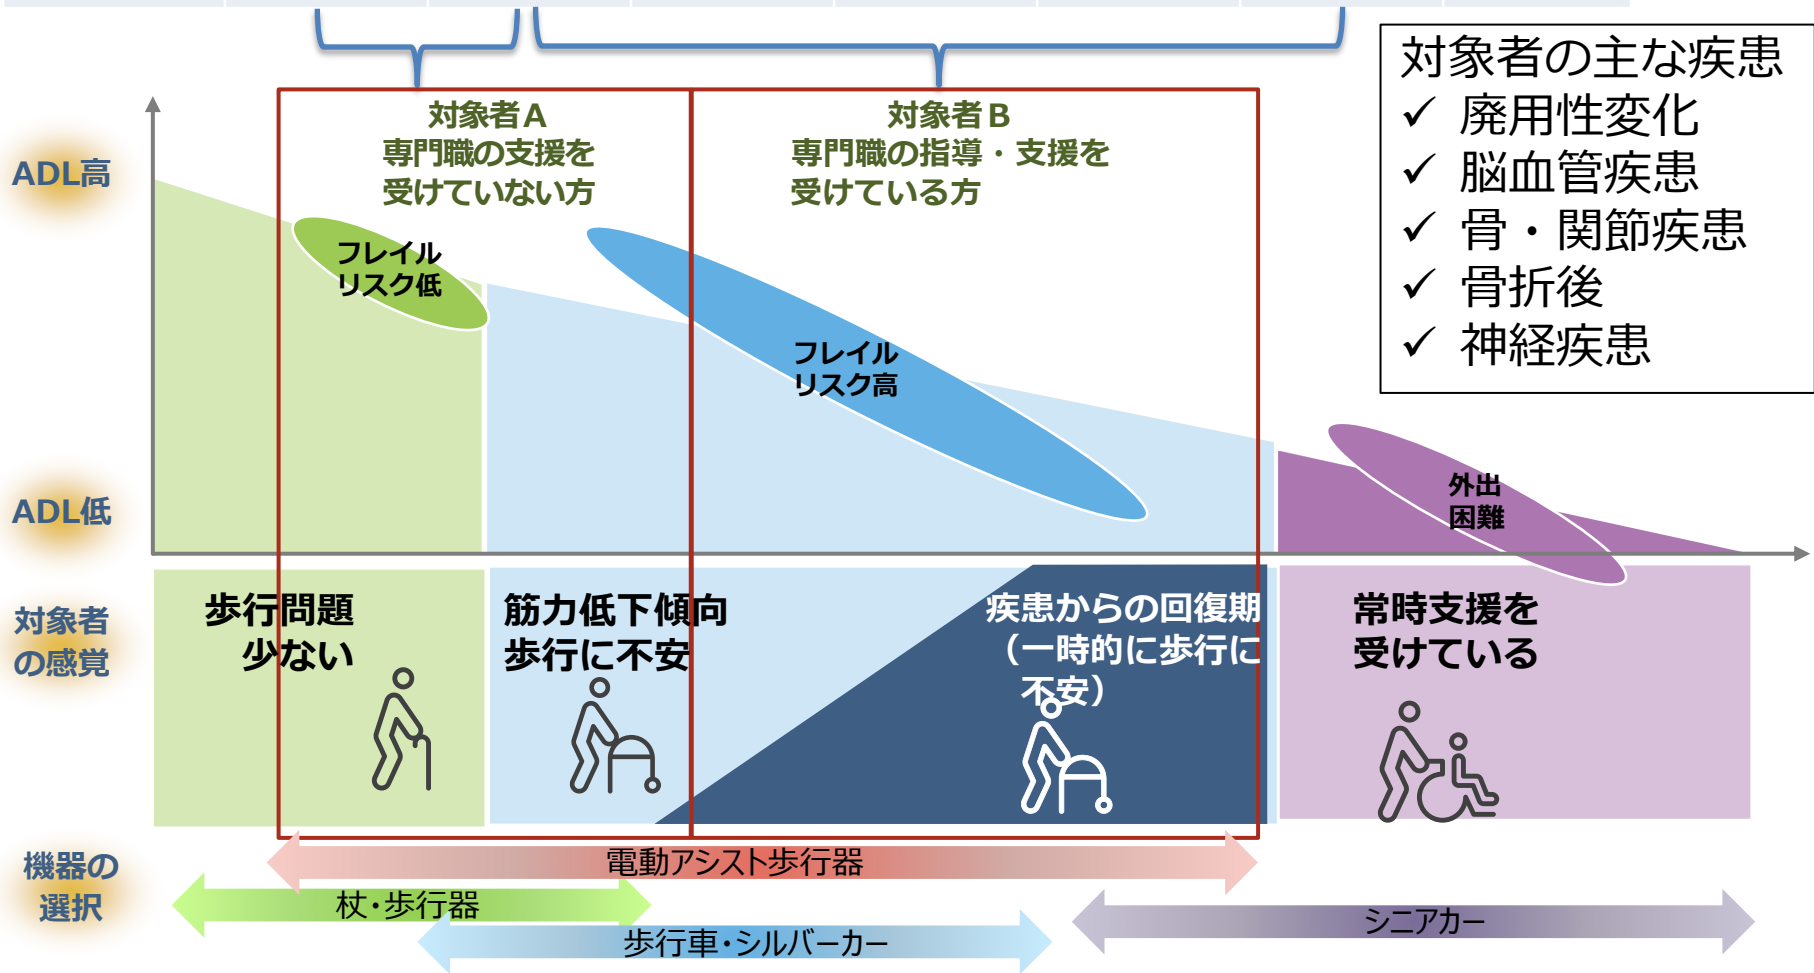 対象者の主な疾患
✓ 廃用性変化
✓ 脳血管疾患
✓ 骨・関節疾患
✓ 骨折後
✓ 神経疾患
対象者A
専門職の支援を
受けていない方
対象者B
専門職の指導・支援を
受けている方
ADL高
フレイル
リスク低
フレイル
リスク高
外出
困難
ADL低
対象者
の感覚
歩行問題
少ない
筋力低下傾向
歩行に不安
疾患からの回復期
（一時的に歩行に
不安）
常時支援を
受けている
機器の
選択
電動アシスト歩行器
杖・歩行器
歩行車・シルバーカー
シニアカー